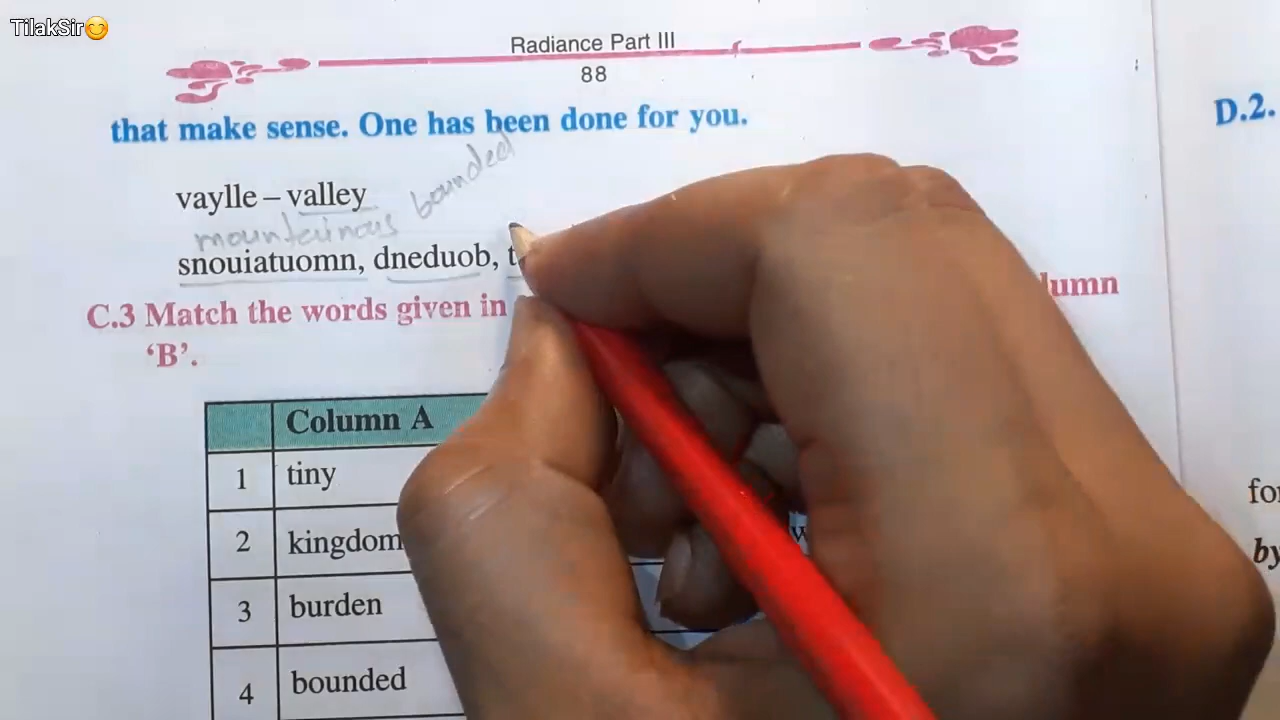 TilakSir😊
Radiance Part III
88
that make sense. One has been done for you.
vaylle – valley
mountainous bounded
snouiatuomn, dneduob, t
C.3 Match the words given in lumn
‘B’.
Column A
1 tiny
2 kingdom
3 burden
4 bounded
D.2.
for
by